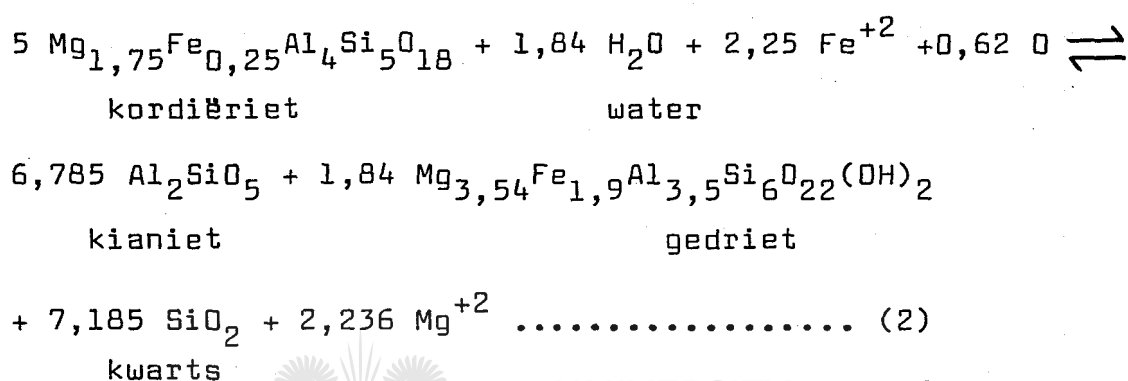 5 Mg1,75Fe0,25Al4Si5O18 + 1,84 H2O + 2,25 Fe+2 +0,62 O ⇌
kordiëriet water
6,785 Al2SiO5 + 1,84 Mg3,54Fe1,9Al3,5Si6O22(OH)2
kianiet gedriet
+ 7,185 SiO2 + 2,236 Mg+2 .................. (2)
kwarts